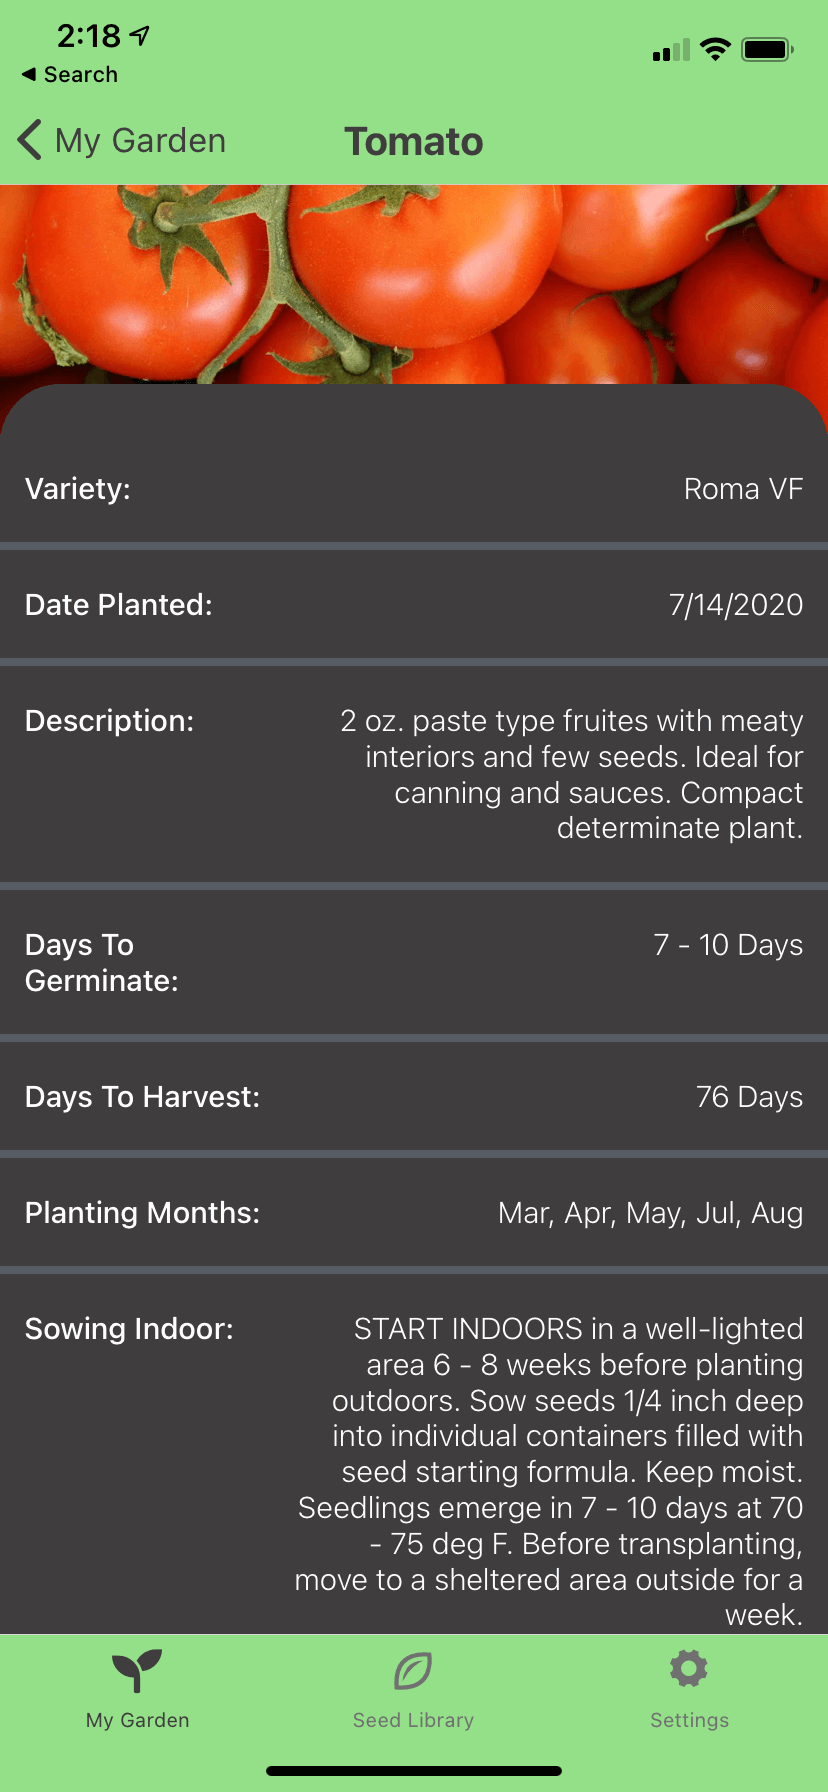 2:18
◀ Search
My Garden
Tomato
Variety:
Roma VF
Date Planted:
7/14/2020
Description:
2 oz. paste type fruites with meaty
interiors and few seeds. Ideal for
canning and sauces. Compact
determinate plant.
Days To
Germinate:
7 - 10 Days
Days To Harvest:
76 Days
Planting Months:
Mar, Apr, May, Jul, Aug
Sowing Indoor:
START INDOORS in a well-lighted
area 6 - 8 weeks before planting
outdoors. Sow seeds 1/4 inch deep
into individual containers filled with
seed starting formula. Keep moist.
Seedlings emerge in 7 - 10 days at 70
- 75 deg F. Before transplanting,
move to a sheltered area outside for a
week.
My Garden
Seed Library
Settings